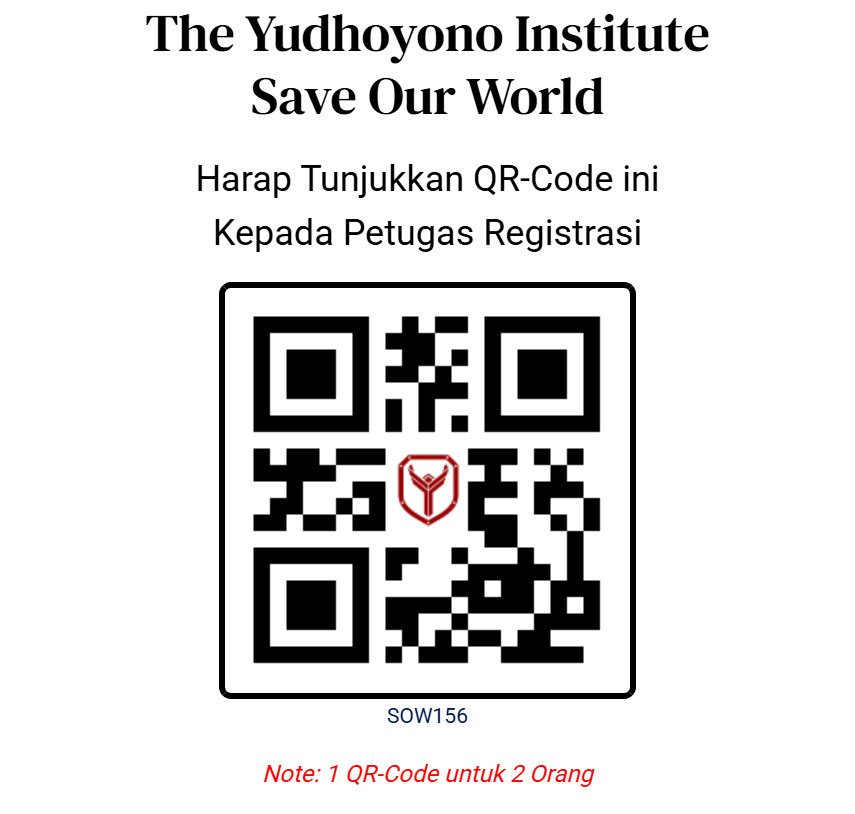 The Yudhoyono Institute
Save Our World
Harap Tunjukkan QR-Code ini
Kepada Petugas Registrasi
SOW156
Note: 1 QR-Code untuk 2 Orang